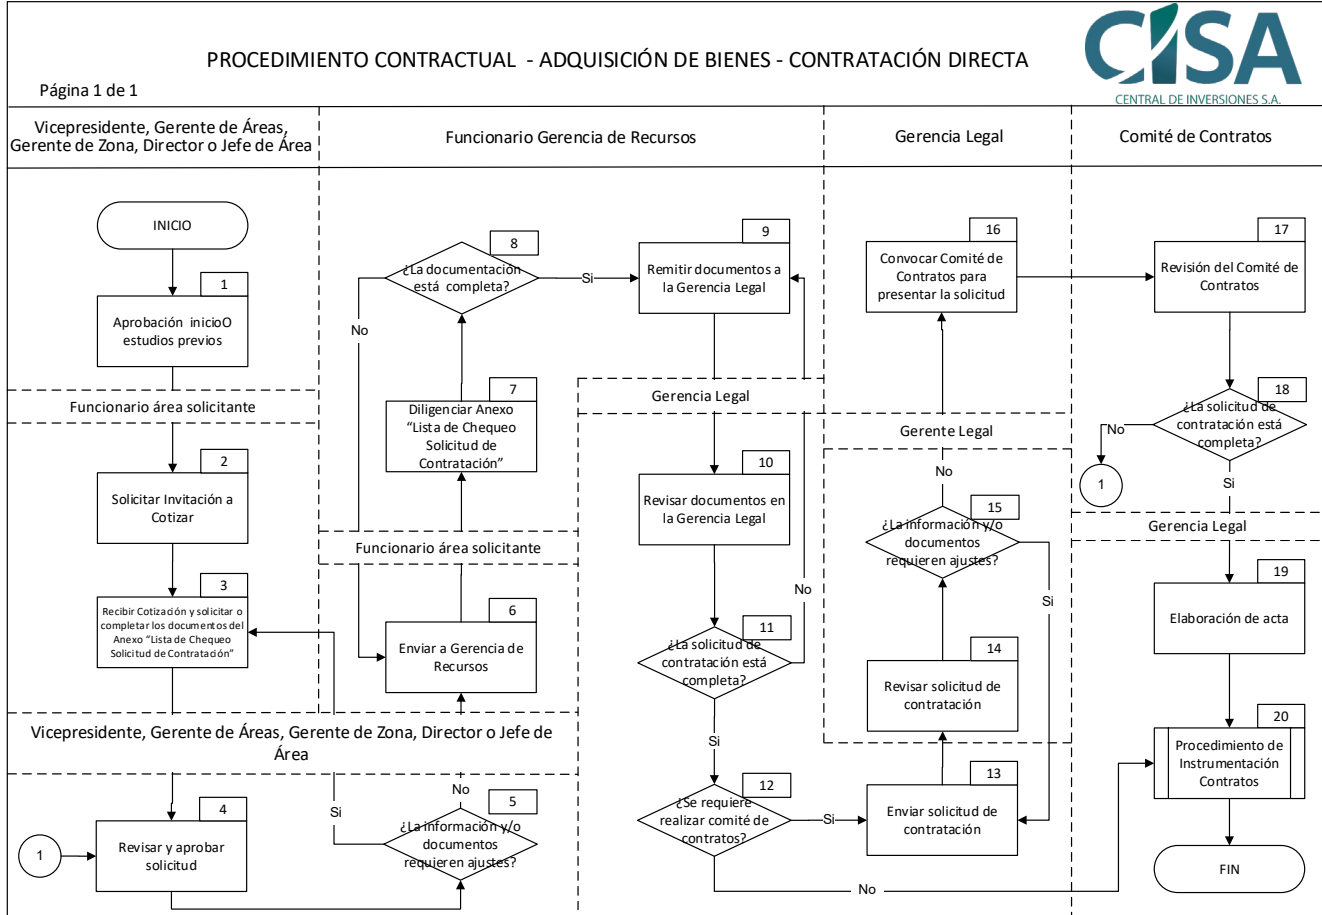 PROCEDIMIENTO CONTRACTUAL - ADQUISICIÓN DE BIENES - CONTRATACIÓN DIRECTA
CISA
CENTRAL DE INVERSIONES S.A.
Página 1 de 1
Vicepresidente, Gerente de Áreas,
Gerente de Zona, Director o Jefe de Área
Funcionario Gerencia de Recursos
Gerencia Legal
Comité de Contratos
INICIO
1
Aprobación inicioO
estudios previos
Funcionario área solicitante
2
Solicitar Invitación a
Cotizar
3
Recibir Cotización y solicitar o
completar los documentos del
Anexo “Lista de Chequeo
Solicitud de Contratación”
Vicepresidente, Gerente de Áreas, Gerente de Zona, Director o Jefe de
Área
4
Revisar y aprobar
solicitud
1
5
¿La información y/o
documentos
requieren ajustes?
Si
No
Funcionario área solicitante
6
Enviar a Gerencia de
Recursos
7
Diligenciar Anexo
“Lista de Chequeo
Solicitud de
Contratación”
8
¿La documentación
está completa?
No
Si
9
Remitir documentos a
la Gerencia Legal
Gerencia Legal
10
Revisar documentos en
la Gerencia Legal
11
¿La solicitud de
contratación está
completa?
No
Si
12
¿Se requiere
realizar comité de
contratos?
Si
No
13
Enviar solicitud de
contratación
14
Revisar solicitud de
contratación
15
¿La información y/o
documentos
requieren ajustes?
Si
No
Gerente Legal
16
Convocar Comité de
Contratos para
presentar la solicitud
17
Revisión del Comité de
Contratos
18
¿La solicitud de
contratación está
completa?
No
1
Si
Gerencia Legal
19
Elaboración de acta
20
Procedimiento de
Instrumentación
Contratos
FIN